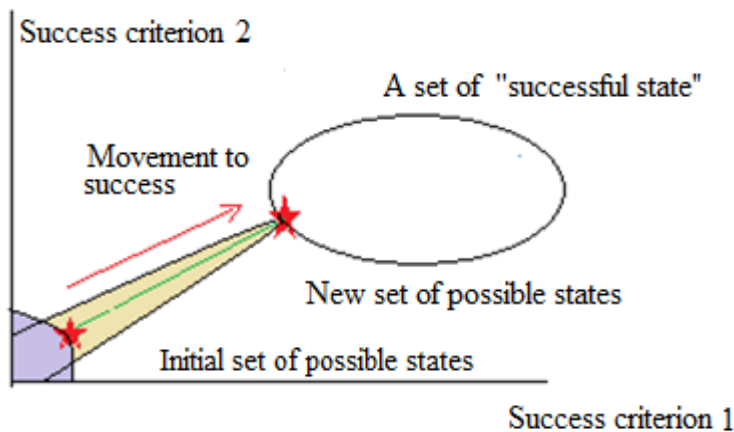 Success criterion 2
A set of "successful state"
Movement to
success
New set of possible states
Initial set of possible states
Success criterion 1